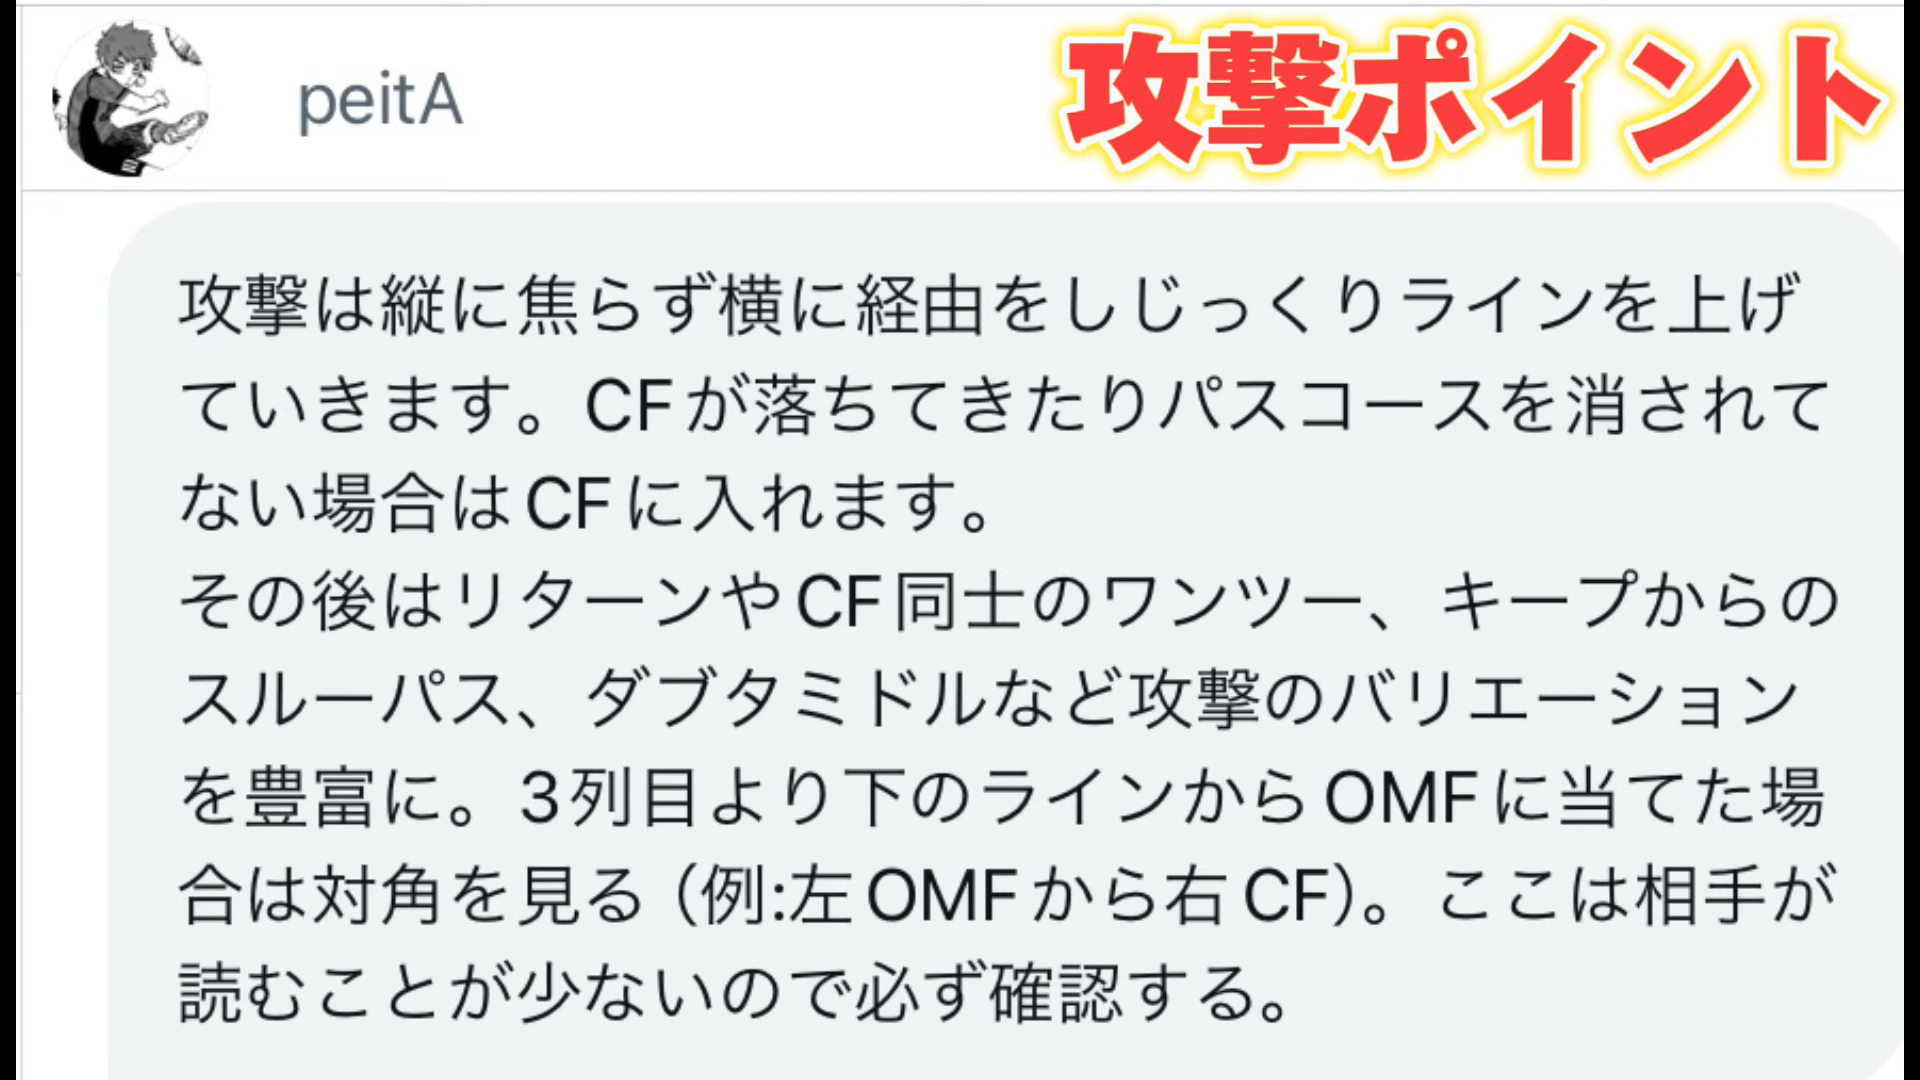 peitA
攻撃ポイント
攻撃は縦に焦らず横に経由をしじっくりラインを上げ
ていきます。CFが落ちてきたりパスコースを消されて
ない場合はCFに入れます。
その後はリターンやCF同士のワンツー、キープからの
スルーパス、ダブタミドルなど攻撃のバリエーション
を豊富に。3列目より下のラインからOMFに当てた場
合は対角を見る（例:左OMFから右CF）。ここは相手が
読むことが少ないので必ず確認する。